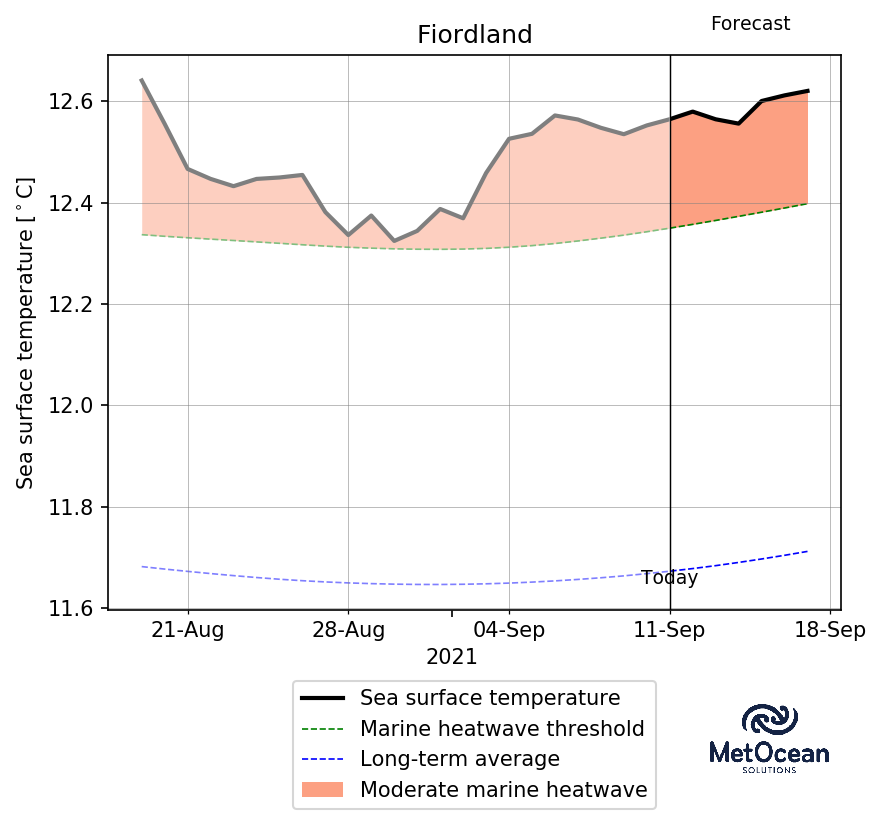 Forecast
Fiordland
Sea surface temperature [°C]
12.6
12.4
12.2
12.0
11.8
11.6
Today
21-Aug 28-Aug 04-Sep 11-Sep 18-Sep
2021
Sea surface temperature
Marine heatwave threshold
Long-term average
Moderate marine heatwave
MetOcean
SOLUTIONS